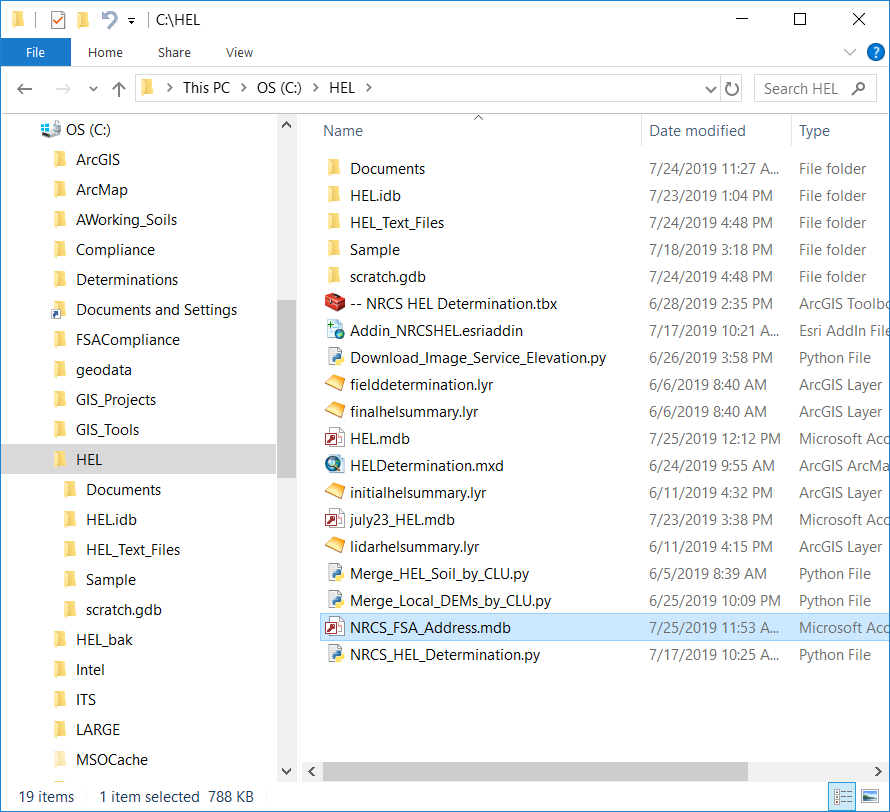 C:\HEL
File Home Share View
This PC > OS (C:) > HEL > Search HEL
OS (C:)
ArcGIS
ArcMap
AWorking_Soils
Compliance
Determinations
Documents and Settings
FSACompliance
geodata
GIS_Projects
GIS_Tools
HEL
Documents
HEL.idb
HEL_Text_Files
Sample
scratch.gdb
HEL_bak
Intel
ITS
LARGE
MSOCache
Name Date modified Type
Documents 7/24/2019 11:27 A... File folder
HEL.idb 7/23/2019 1:04 PM File folder
HEL_Text_Files 7/24/2019 4:48 PM File folder
Sample 7/18/2019 3:18 PM File folder
scratch.gdb 7/24/2019 4:48 PM File folder
-- NRCS HEL Determination.tbx 6/28/2019 2:35 PM ArcGIS Toolbo
Addin_NRCSHEL.esriaddin 7/17/2019 10:21 A... Esri AddIn File
Download_Image_Service_Elevation.py 6/26/2019 3:58 PM Python File
fielddetermination.lyr 6/6/2019 8:40 AM ArcGIS Layer
finalhelsummary.lyr 6/6/2019 8:40 AM ArcGIS Layer
HEL.mdb 7/25/2019 12:12 PM Microsoft Acc
HELDetermination.mxd 6/24/2019 9:55 AM ArcGIS ArcMa
initialhelsummary.lyr 6/11/2019 4:32 PM ArcGIS Layer
july23_HEL.mdb 7/23/2019 3:38 PM Microsoft Acc
lidarhelsummary.lyr 6/11/2019 4:15 PM ArcGIS Layer
Merge_HEL_Soil_by_CLU.py 6/5/2019 8:39 AM Python File
Merge_Local_DEMs_by_CLU.py 6/25/2019 10:09 PM Python File
NRCS_FSA_Address.mdb 7/25/2019 11:53 A... Microsoft Acc
NRCS_HEL_Determination.py 7/17/2019 10:25 A... Python File
19 items 1 item selected 788 KB